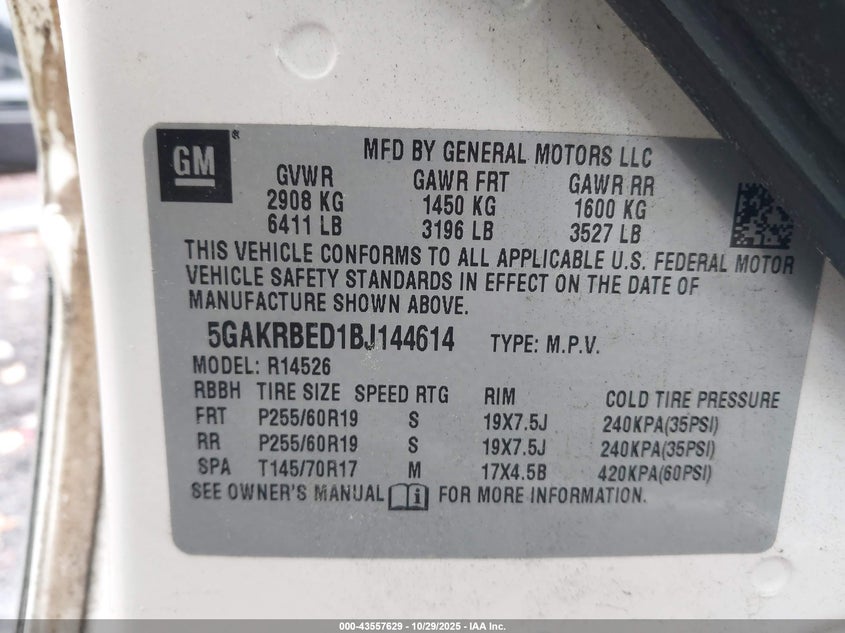 GM ®
MFD BY GENERAL MOTORS LLC
GVWR GAWR FRT GAWR RR
2908 KG 1450 KG 1600 KG
6411 LB 3196 LB 3527 LB
THIS VEHICLE CONFORMS TO ALL APPLICABLE U.S. FEDERAL MOTOR
VEHICLE SAFETY STANDARDS IN EFFECT ON THE DATE OF
MANUFACTURE SHOWN ABOVE.
5GAKRBED1BJ144614 TYPE: M.P.V.
MODEL: R14526
RBBH TIRE SIZE SPEED RTG RIM COLD TIRE PRESSURE
FRT P255/60R19 S 19X7.5J 240KPA(35PSI)
RR P255/60R19 S 19X7.5J 240KPA(35PSI)
SPA T145/70R17 M 17X4.5B 420KPA(60PSI)
SEE OWNER'S MANUAL i FOR MORE INFORMATION.
000-43557629 - 10/29/2025 - IAA Inc.